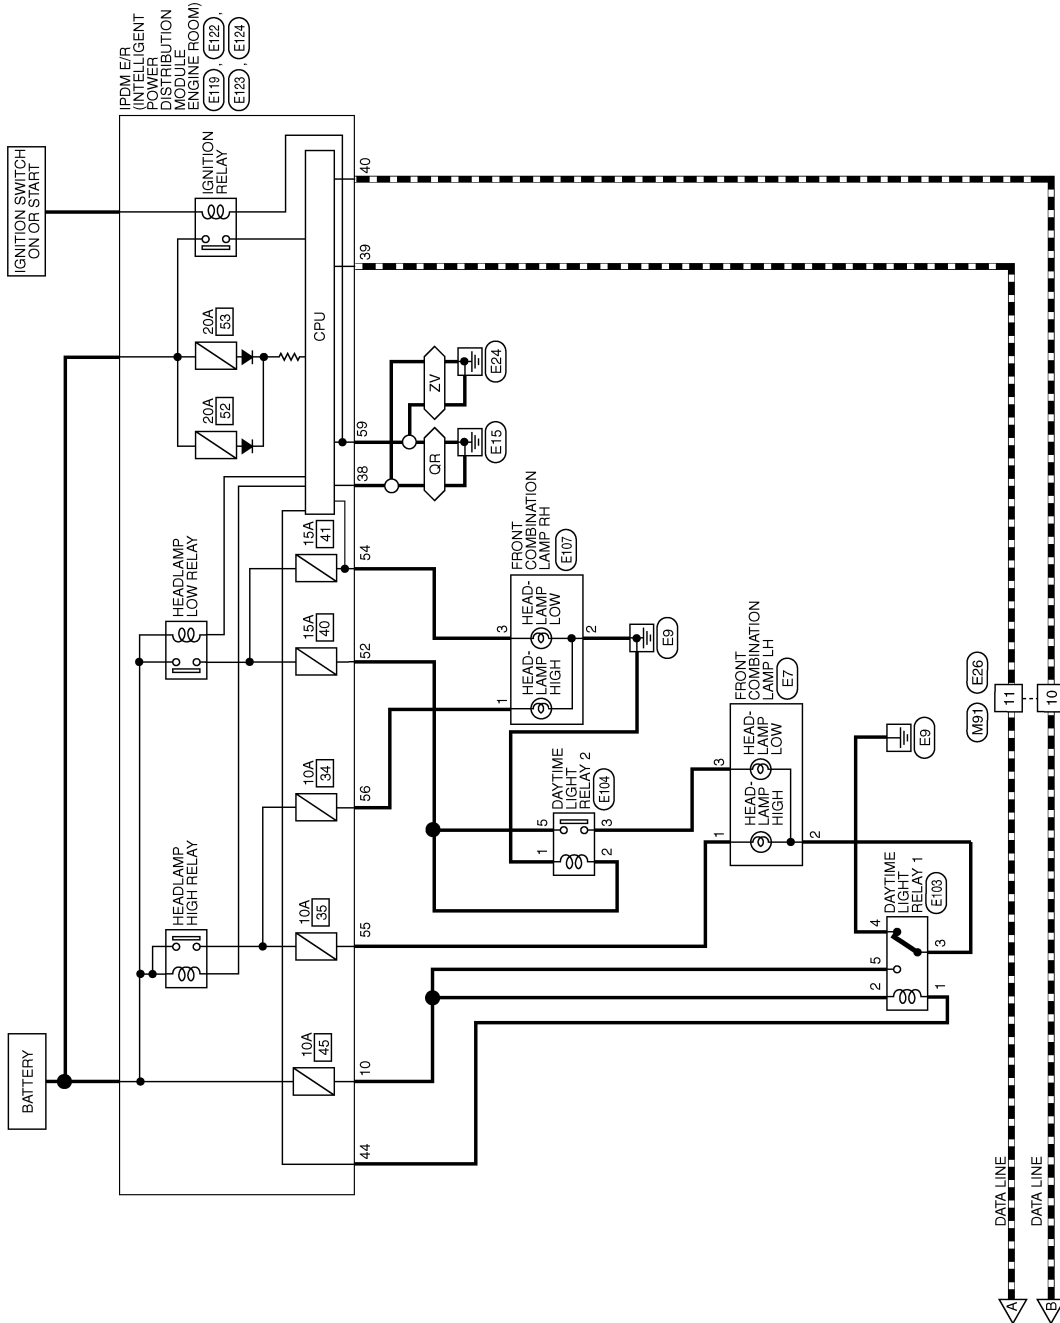 BATTERY
IGNITION SWITCH
ON OR START
IPDM E/R
(INTELLIGENT
POWER
DISTRIBUTION
MODULE
ENGINE ROOM)
E119 , E122 ,
E123 , E124
HEADLAMP
HIGH RELAY
HEADLAMP
LOW RELAY
IGNITION
RELAY
20A
52
20A
53
10A
45
10A
35
10A
34
15A
40
15A
41
CPU
44
10
55
56
52
54
38
59
39
40
QR
ZV
E15
E24
FRONT
COMBINATION
LAMP RH
E107
HEAD-
LAMP
HIGH
HEAD-
LAMP
LOW
1
3
2
E9
DAYTIME
LIGHT
RELAY 2
E104
1
5
2
3
FRONT
COMBINATION
LAMP LH
E7
HEAD-
LAMP
HIGH
HEAD-
LAMP
LOW
1
3
2
DAYTIME
LIGHT
RELAY 1
E103
2
5
4
1
3
E9
M91
E26
11
10
DATA LINE
DATA LINE
A
B